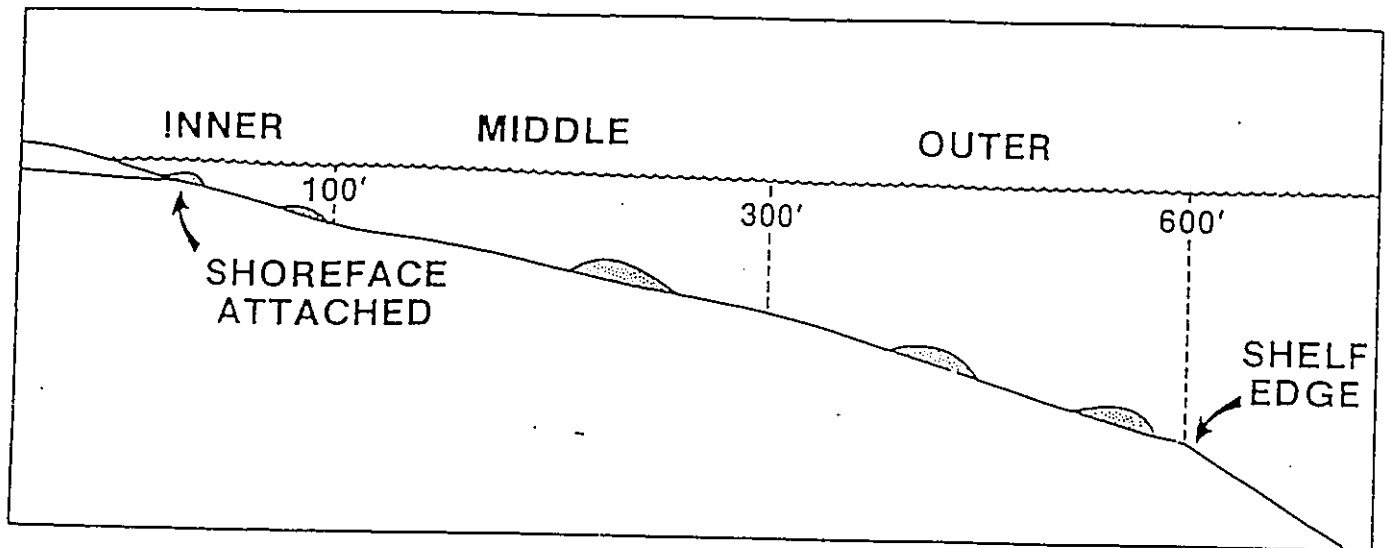 INNER
MIDDLE
OUTER
100'
300'
600'
SHOREFACE
ATTACHED
SHELF
EDGE